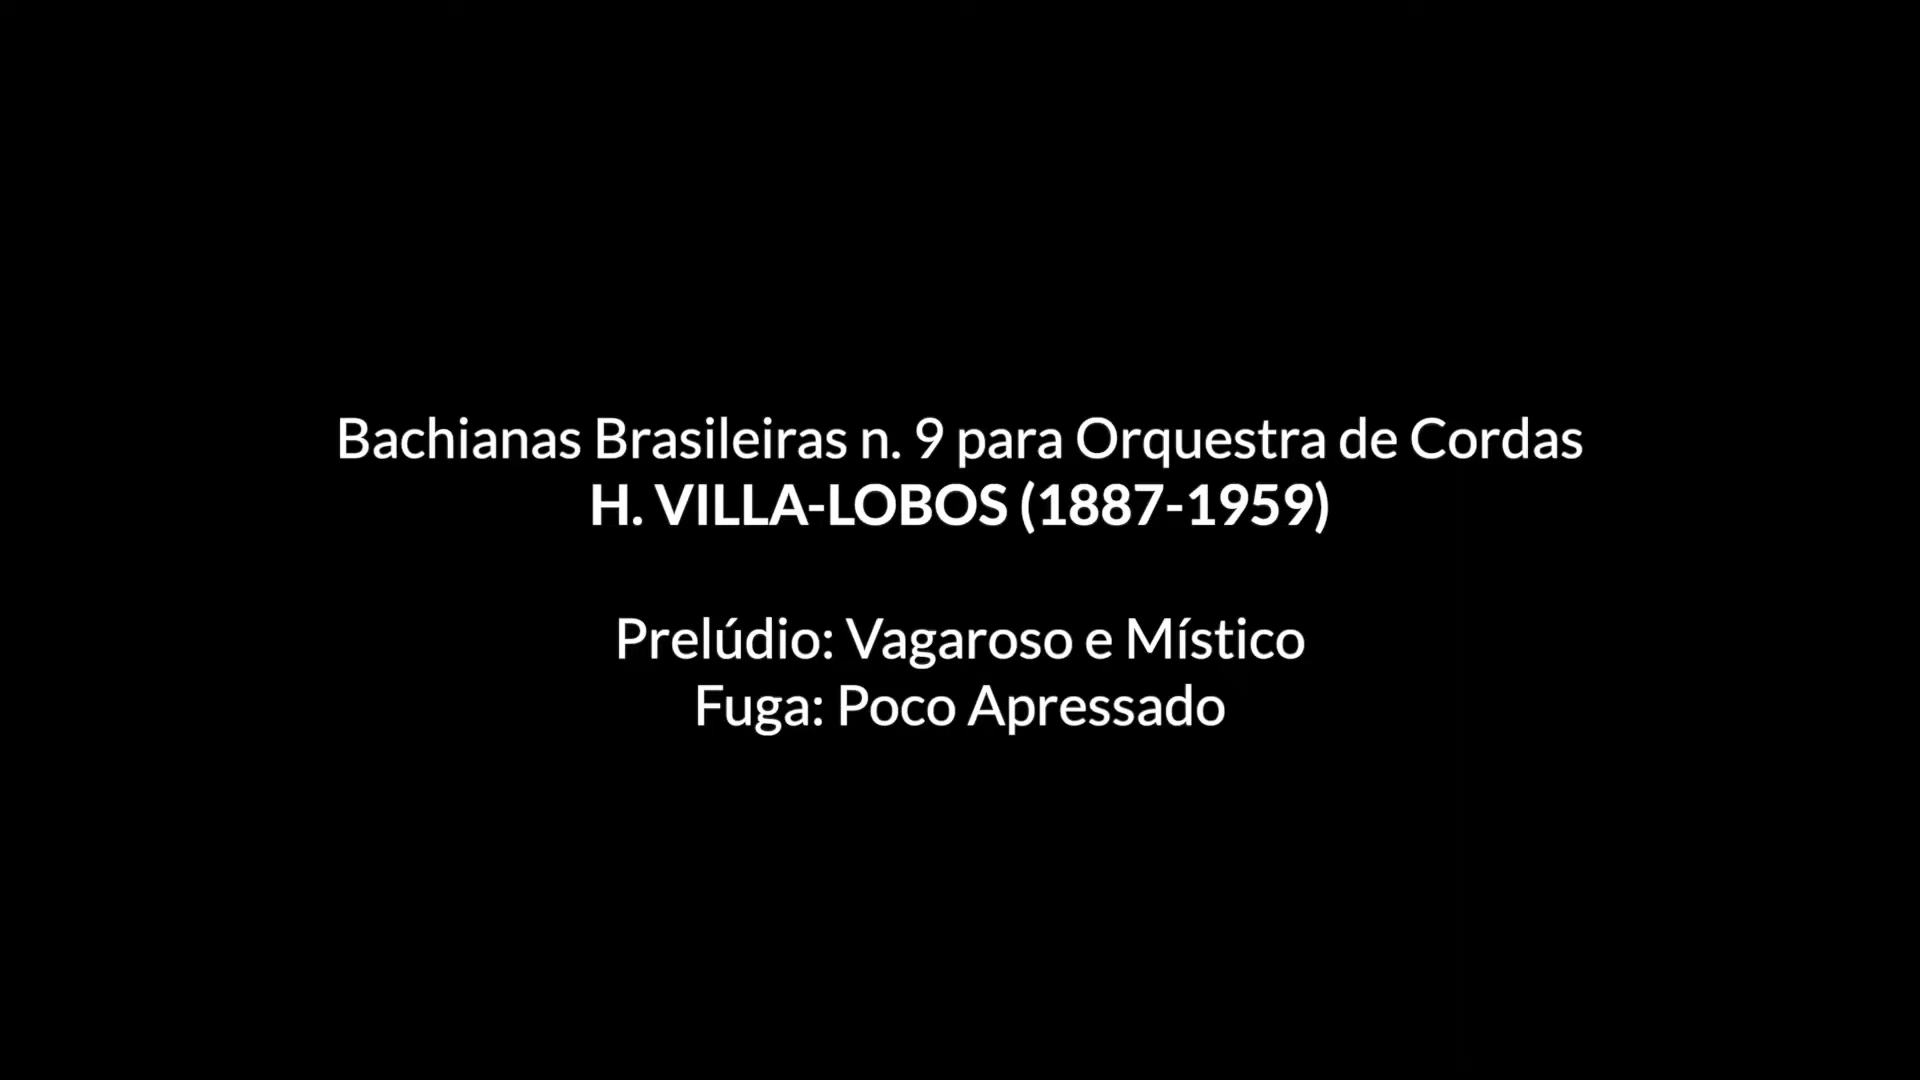 Bachianas Brasileiras n. 9 para Orquestra de Cordas
H. VILLA-LOBOS (1887-1959)
Prelúdio: Vagaroso e Místico
Fuga: Poco Apressado